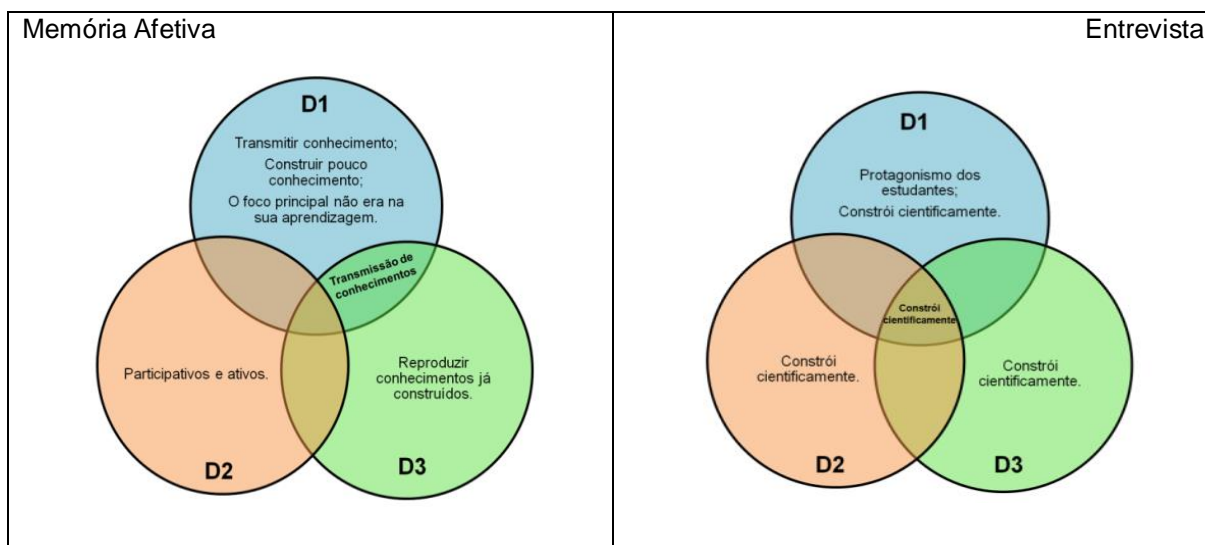 Memória Afetiva
D1
Transmitir conhecimento;
Construir pouco
conhecimento;
O foco principal não era na
sua aprendizagem.
Transmissão de
conhecimentos
Participativos e ativos.
Reproduzir
conhecimentos já
construídos.
D2
D3
Entrevista
D1
Protagonismo dos
estudantes;
Constrói cientificamente.
Constrói
cientificamente
Constrói
cientificamente.
Constrói
cientificamente.
D2
D3